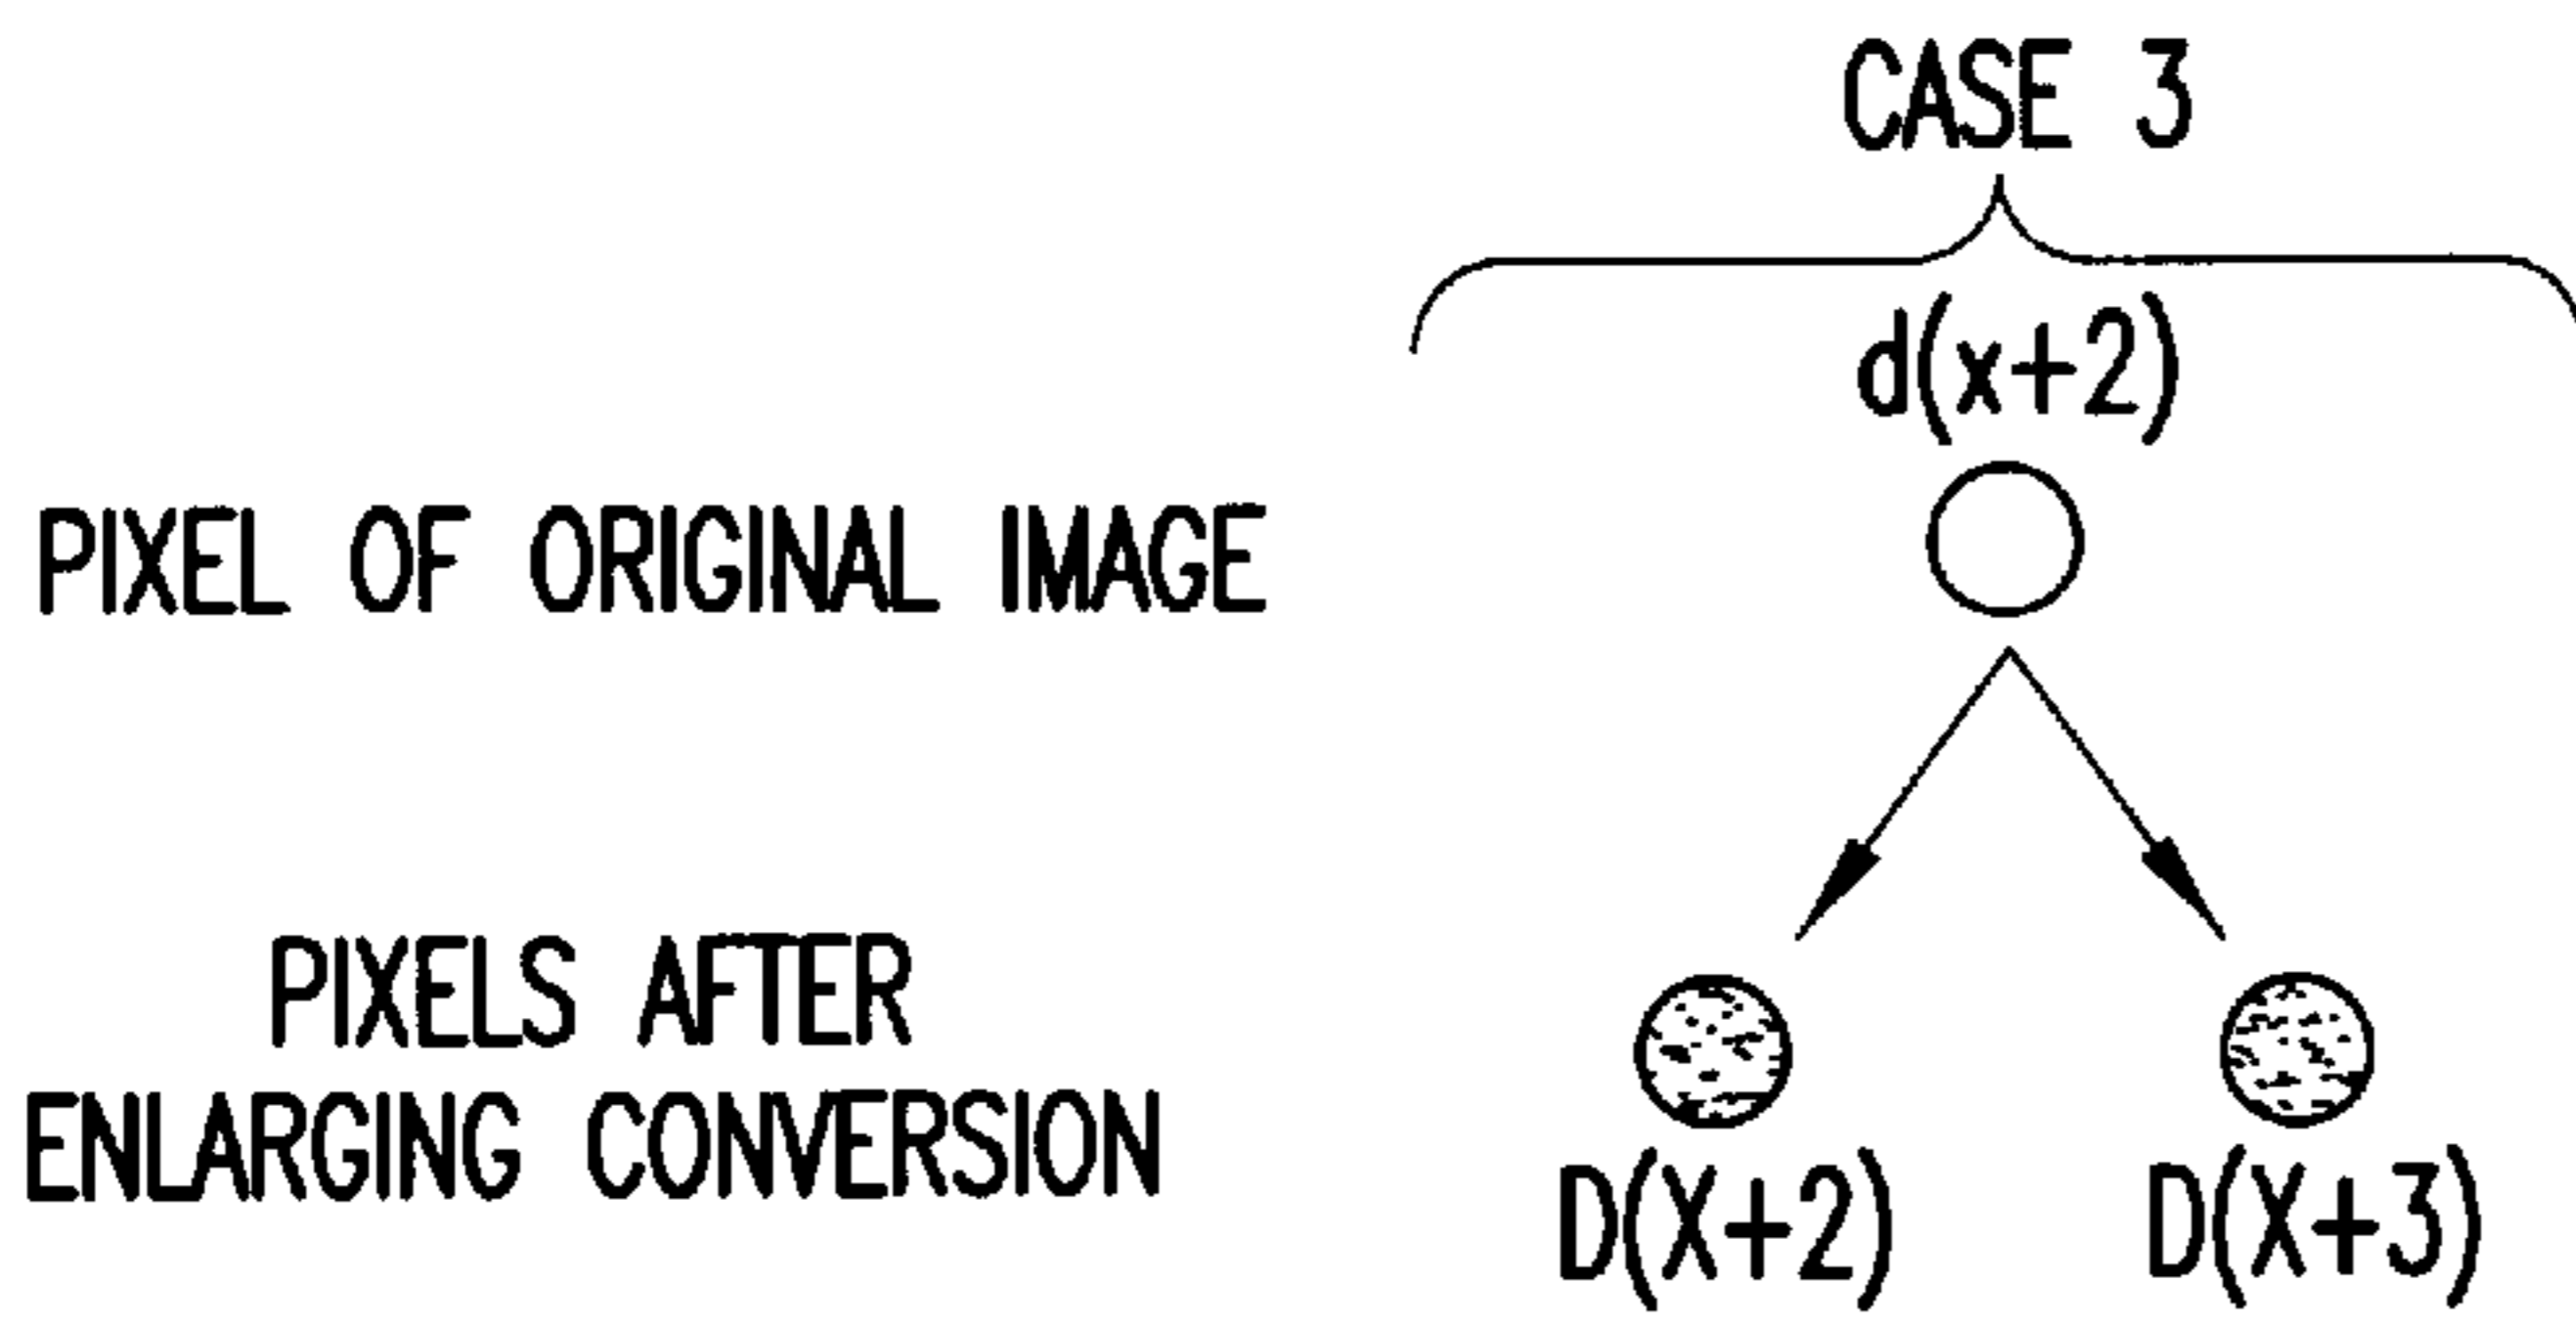 CASE 3
d(x+2)
PIXEL OF ORIGINAL IMAGE
PIXELS AFTER
ENLARGING CONVERSION
D(X+2) D(X+3)